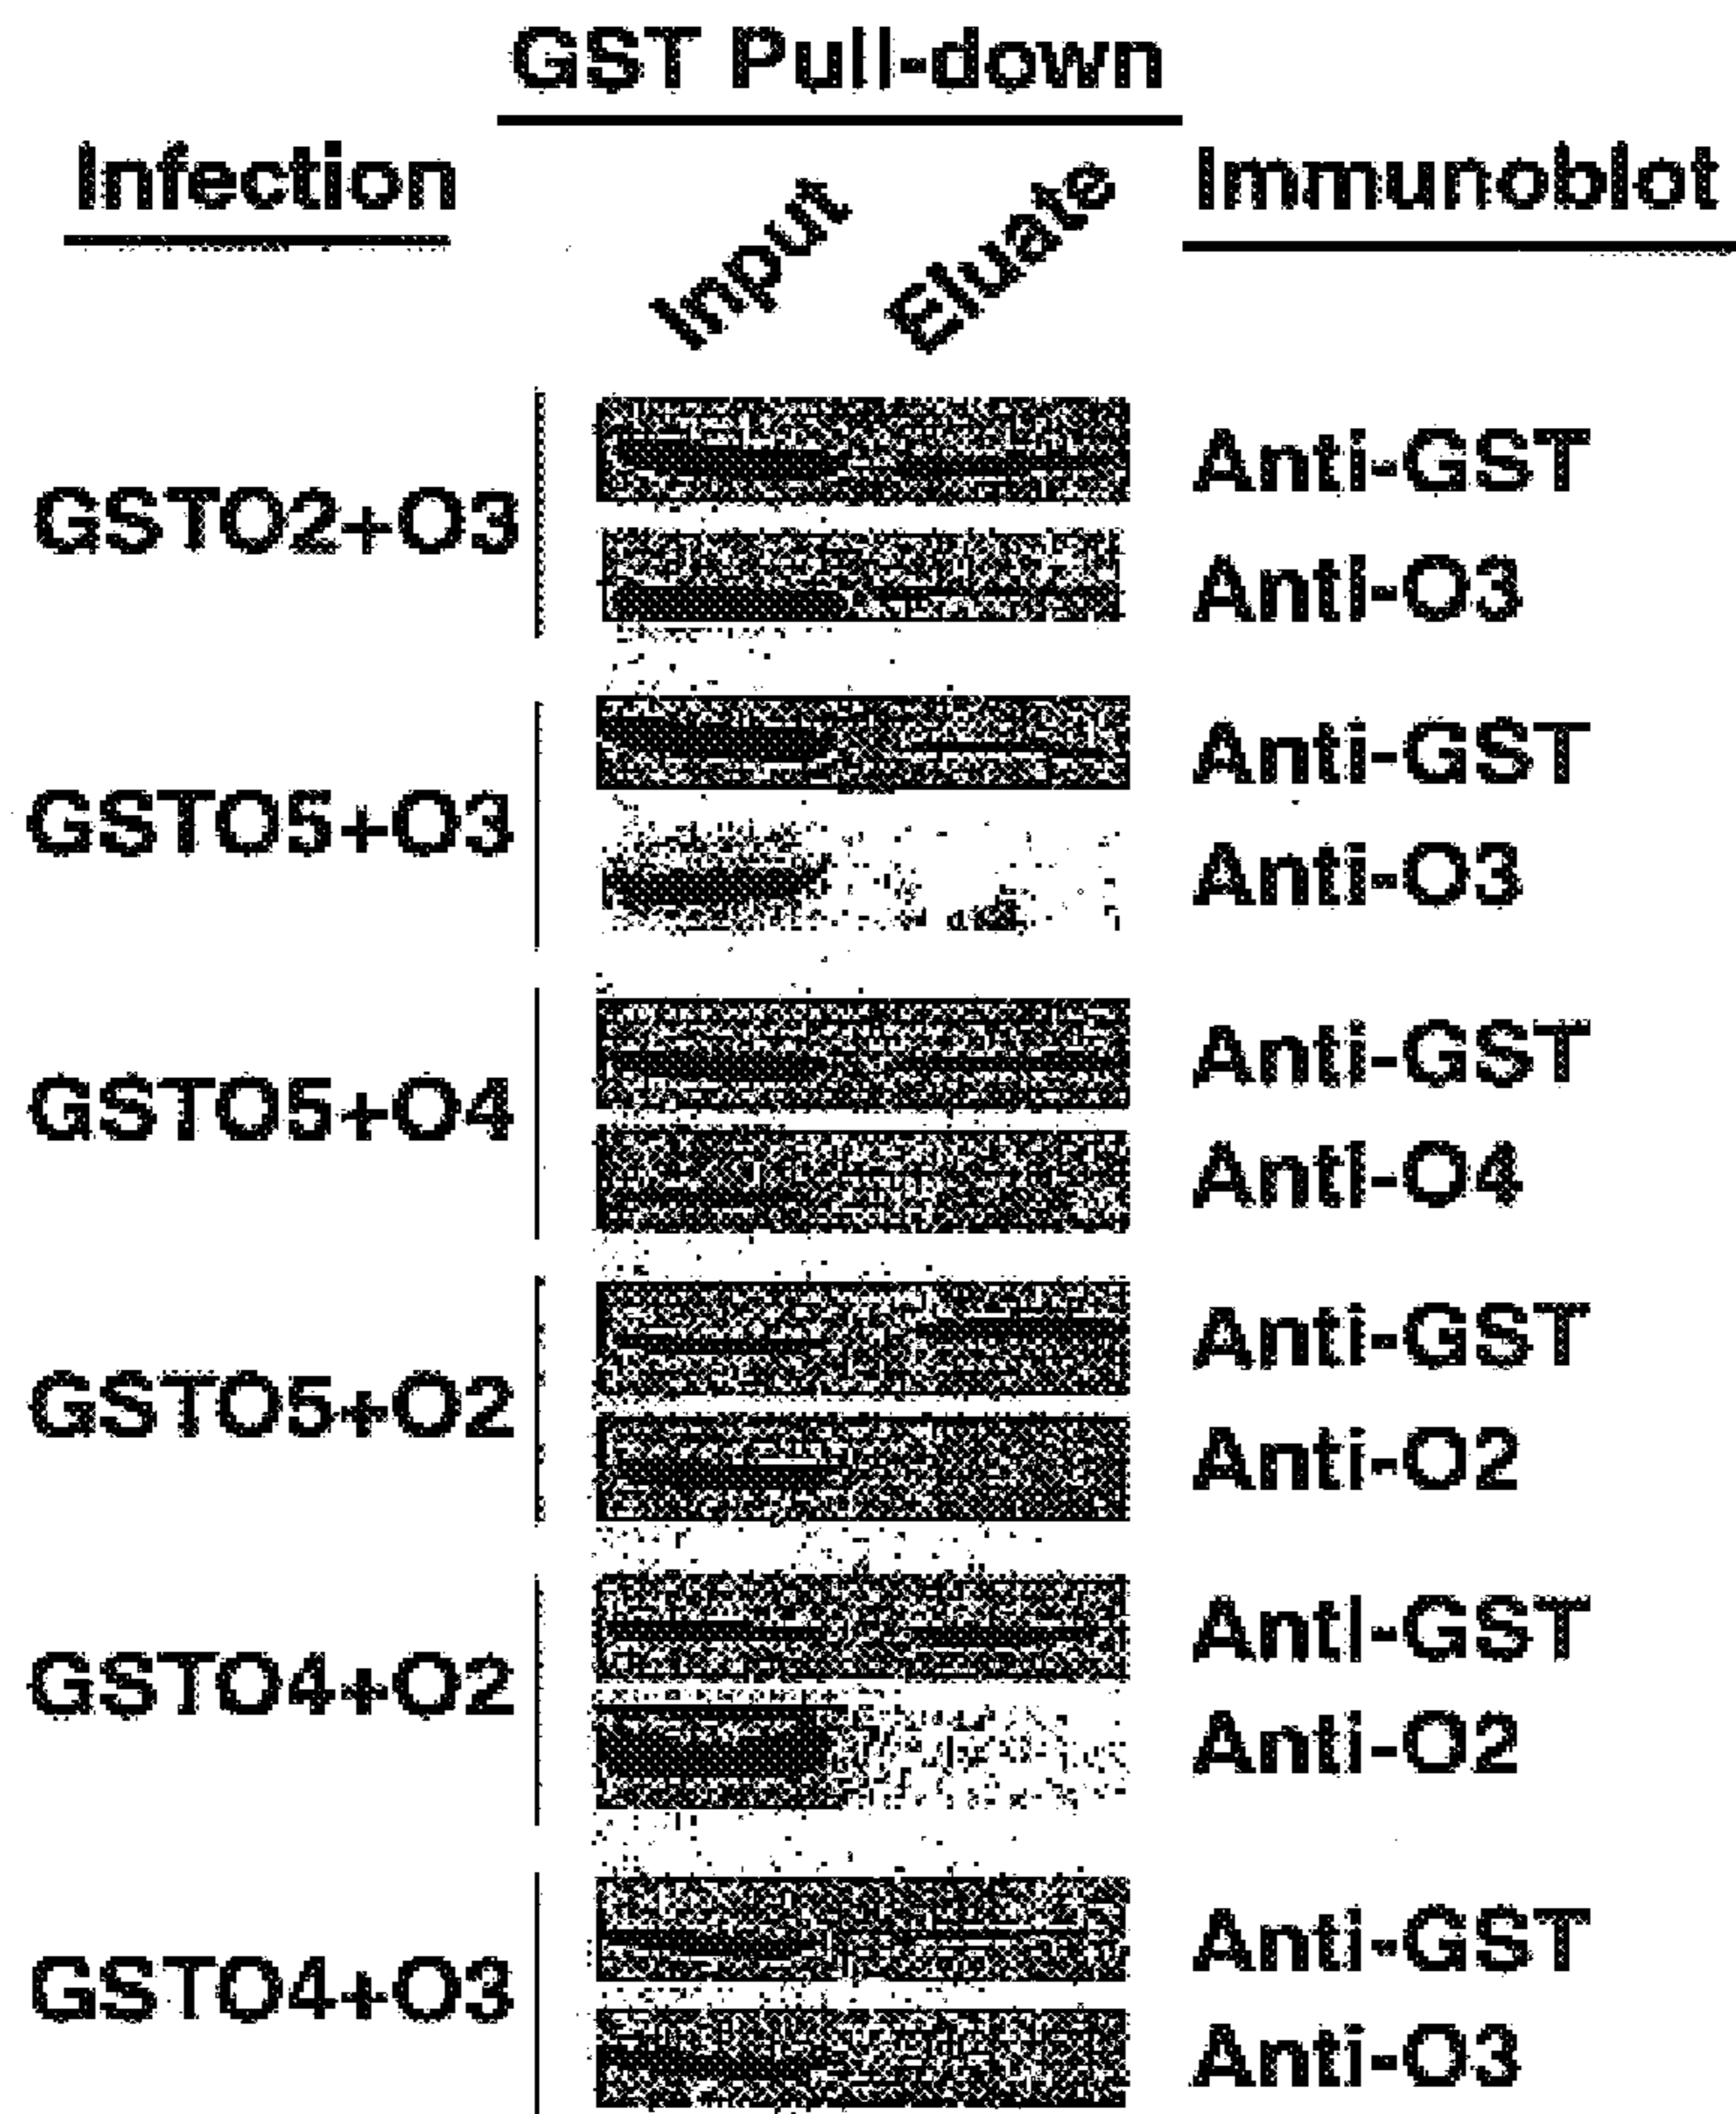 GST Pull-down
Infection
Input
Eluate
Immunoblot
GSTO2+O3
Anti-GST
Anti-O3
GSTO5+O3
Anti-GST
Anti-O3
GSTO5+O4
Anti-GST
Anti-O4
GSTO5+O2
Anti-GST
Anti-O2
GSTO4+O2
Anti-GST
Anti-O2
GSTO4+O3
Anti-GST
Anti-O3